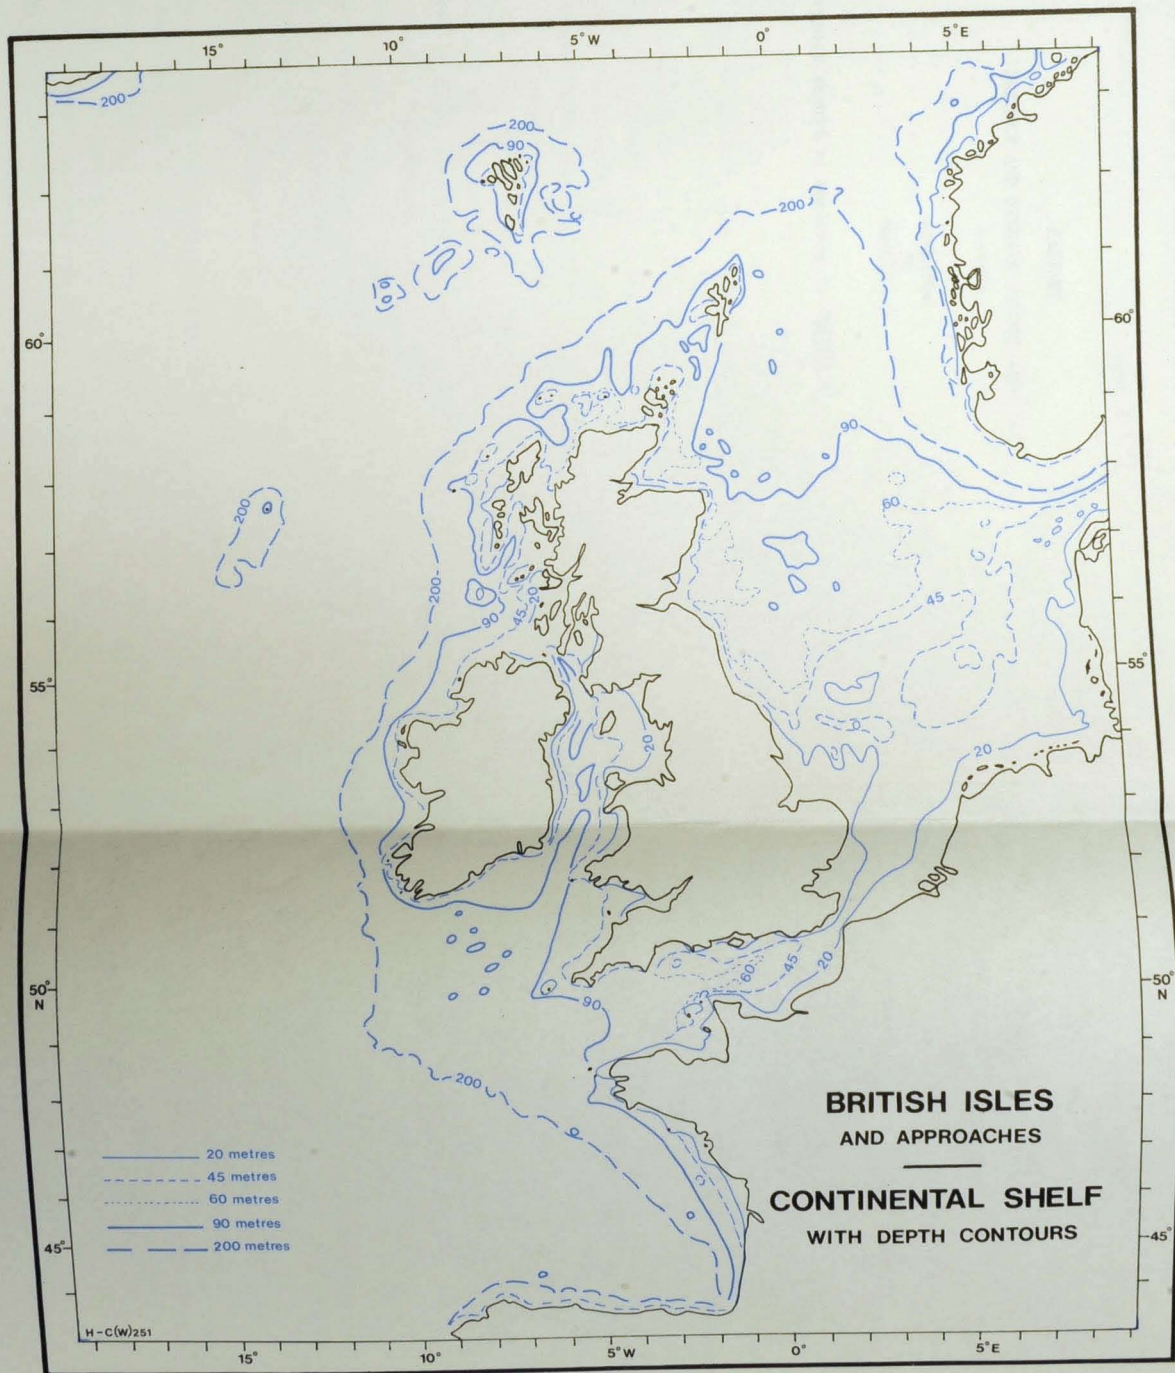 15°
10°
5°W
0°
5°E
200
200
90
200
60°
60°
90
200
60
200
45
90
45
20
55°
55°
20
20
50°
N
50°
N
60
45
20
90
200
BRITISH ISLES
AND APPROACHES
CONTINENTAL SHELF
WITH DEPTH CONTOURS
20 metres
45 metres
60 metres
90 metres
200 metres
45°
45°
H-C(W)251
15°
10°
5°W
0°
5°E